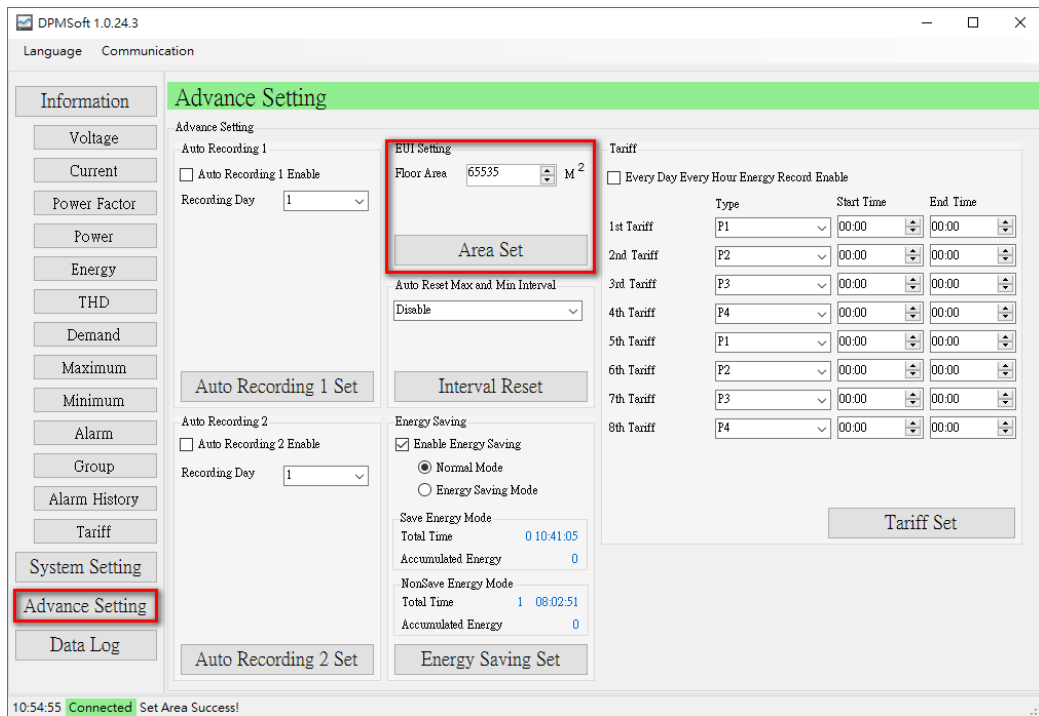 DPMSoft 1.0.24.3
Language Communication
Information
Voltage
Current
Power Factor
Power
Energy
THD
Demand
Maximum
Minimum
Alarm
Group
Alarm History
Tariff
System Setting
Advance Setting
Data Log
Advance Setting
Advance Setting
Auto Recording 1
Auto Recording 1 Enable
Recording Day 1
Auto Recording 1 Set
Auto Recording 2
Auto Recording 2 Enable
Recording Day 1
Auto Recording 2 Set
EUI Setting
Floor Area 65535 M²
Area Set
Auto Reset Max and Min Interval
Disable
Interval Reset
Energy Saving
Enable Energy Saving
Normal Mode
Energy Saving Mode
Save Energy Mode
Total Time 0 10:41:05
Accumulated Energy 0
NonSave Energy Mode
Total Time 1 08:02:51
Accumulated Energy 0
Energy Saving Set
Tariff
Every Day Every Hour Energy Record Enable
Type Start Time End Time
1st Tariff P1 00:00 00:00
2nd Tariff P2 00:00 00:00
3rd Tariff P3 00:00 00:00
4th Tariff P4 00:00 00:00
5th Tariff P1 00:00 00:00
6th Tariff P2 00:00 00:00
7th Tariff P3 00:00 00:00
8th Tariff P4 00:00 00:00
Tariff Set
10:54:55 Connected Set Area Success!